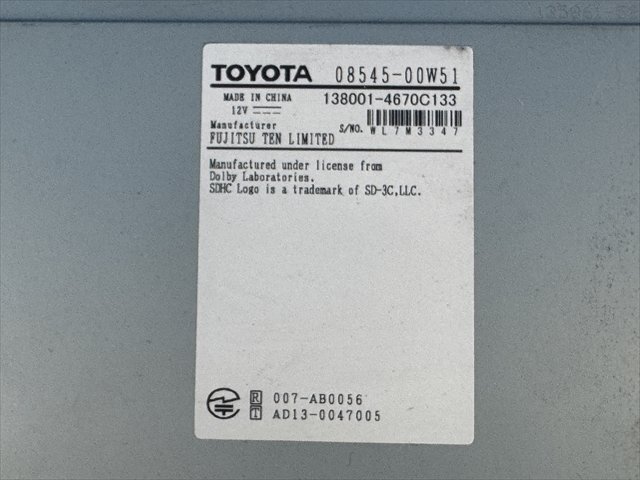 TOYOTA 08545-00W51
MADE IN CHINA 138001-4670C133
12V
Manufacturer S/NO. WL7M3347
FUJITSU TEN LIMITED
Manufactured under license from
Dolby Laboratories.
SDHC Logo is a trademark of SD-3C,LLC.
R 007-AB0056
T AD13-0047005